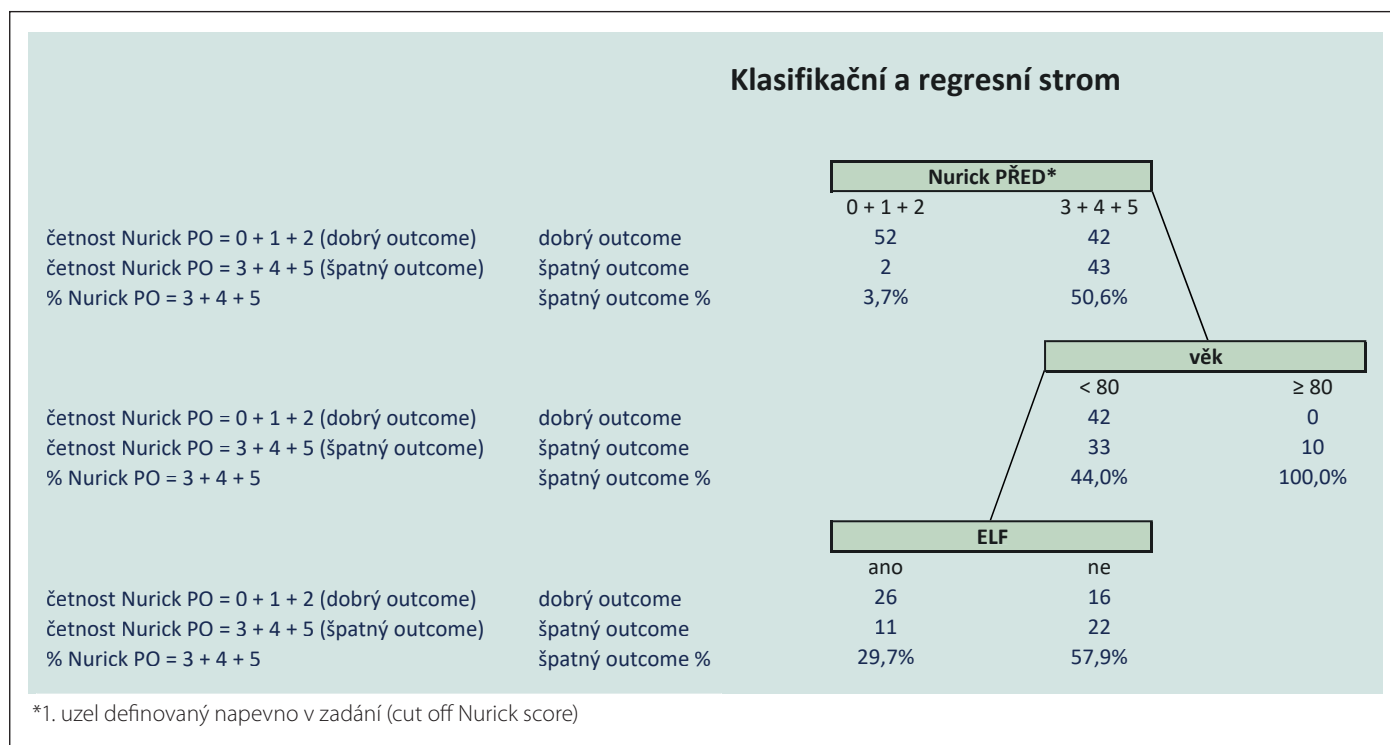 Klasifikační a regresní strom
Nurick PŘED*
0 + 1 + 2 3 + 4 + 5
četnost Nurick PO = 0 + 1 + 2 (dobrý outcome) dobrý outcome 52 42
četnost Nurick PO = 3 + 4 + 5 (špatný outcome) špatný outcome 2 43
% Nurick PO = 3 + 4 + 5 špatný outcome % 3,7% 50,6%
věk
< 80 ≥ 80
četnost Nurick PO = 0 + 1 + 2 (dobrý outcome) dobrý outcome 42 0
četnost Nurick PO = 3 + 4 + 5 (špatný outcome) špatný outcome 33 10
% Nurick PO = 3 + 4 + 5 špatný outcome % 44,0% 100,0%
ELF
ano ne
četnost Nurick PO = 0 + 1 + 2 (dobrý outcome) dobrý outcome 26 16
četnost Nurick PO = 3 + 4 + 5 (špatný outcome) špatný outcome 11 22
% Nurick PO = 3 + 4 + 5 špatný outcome % 29,7% 57,9%
*1. uzel definovaný napevno v zadání (cut off Nurick score)